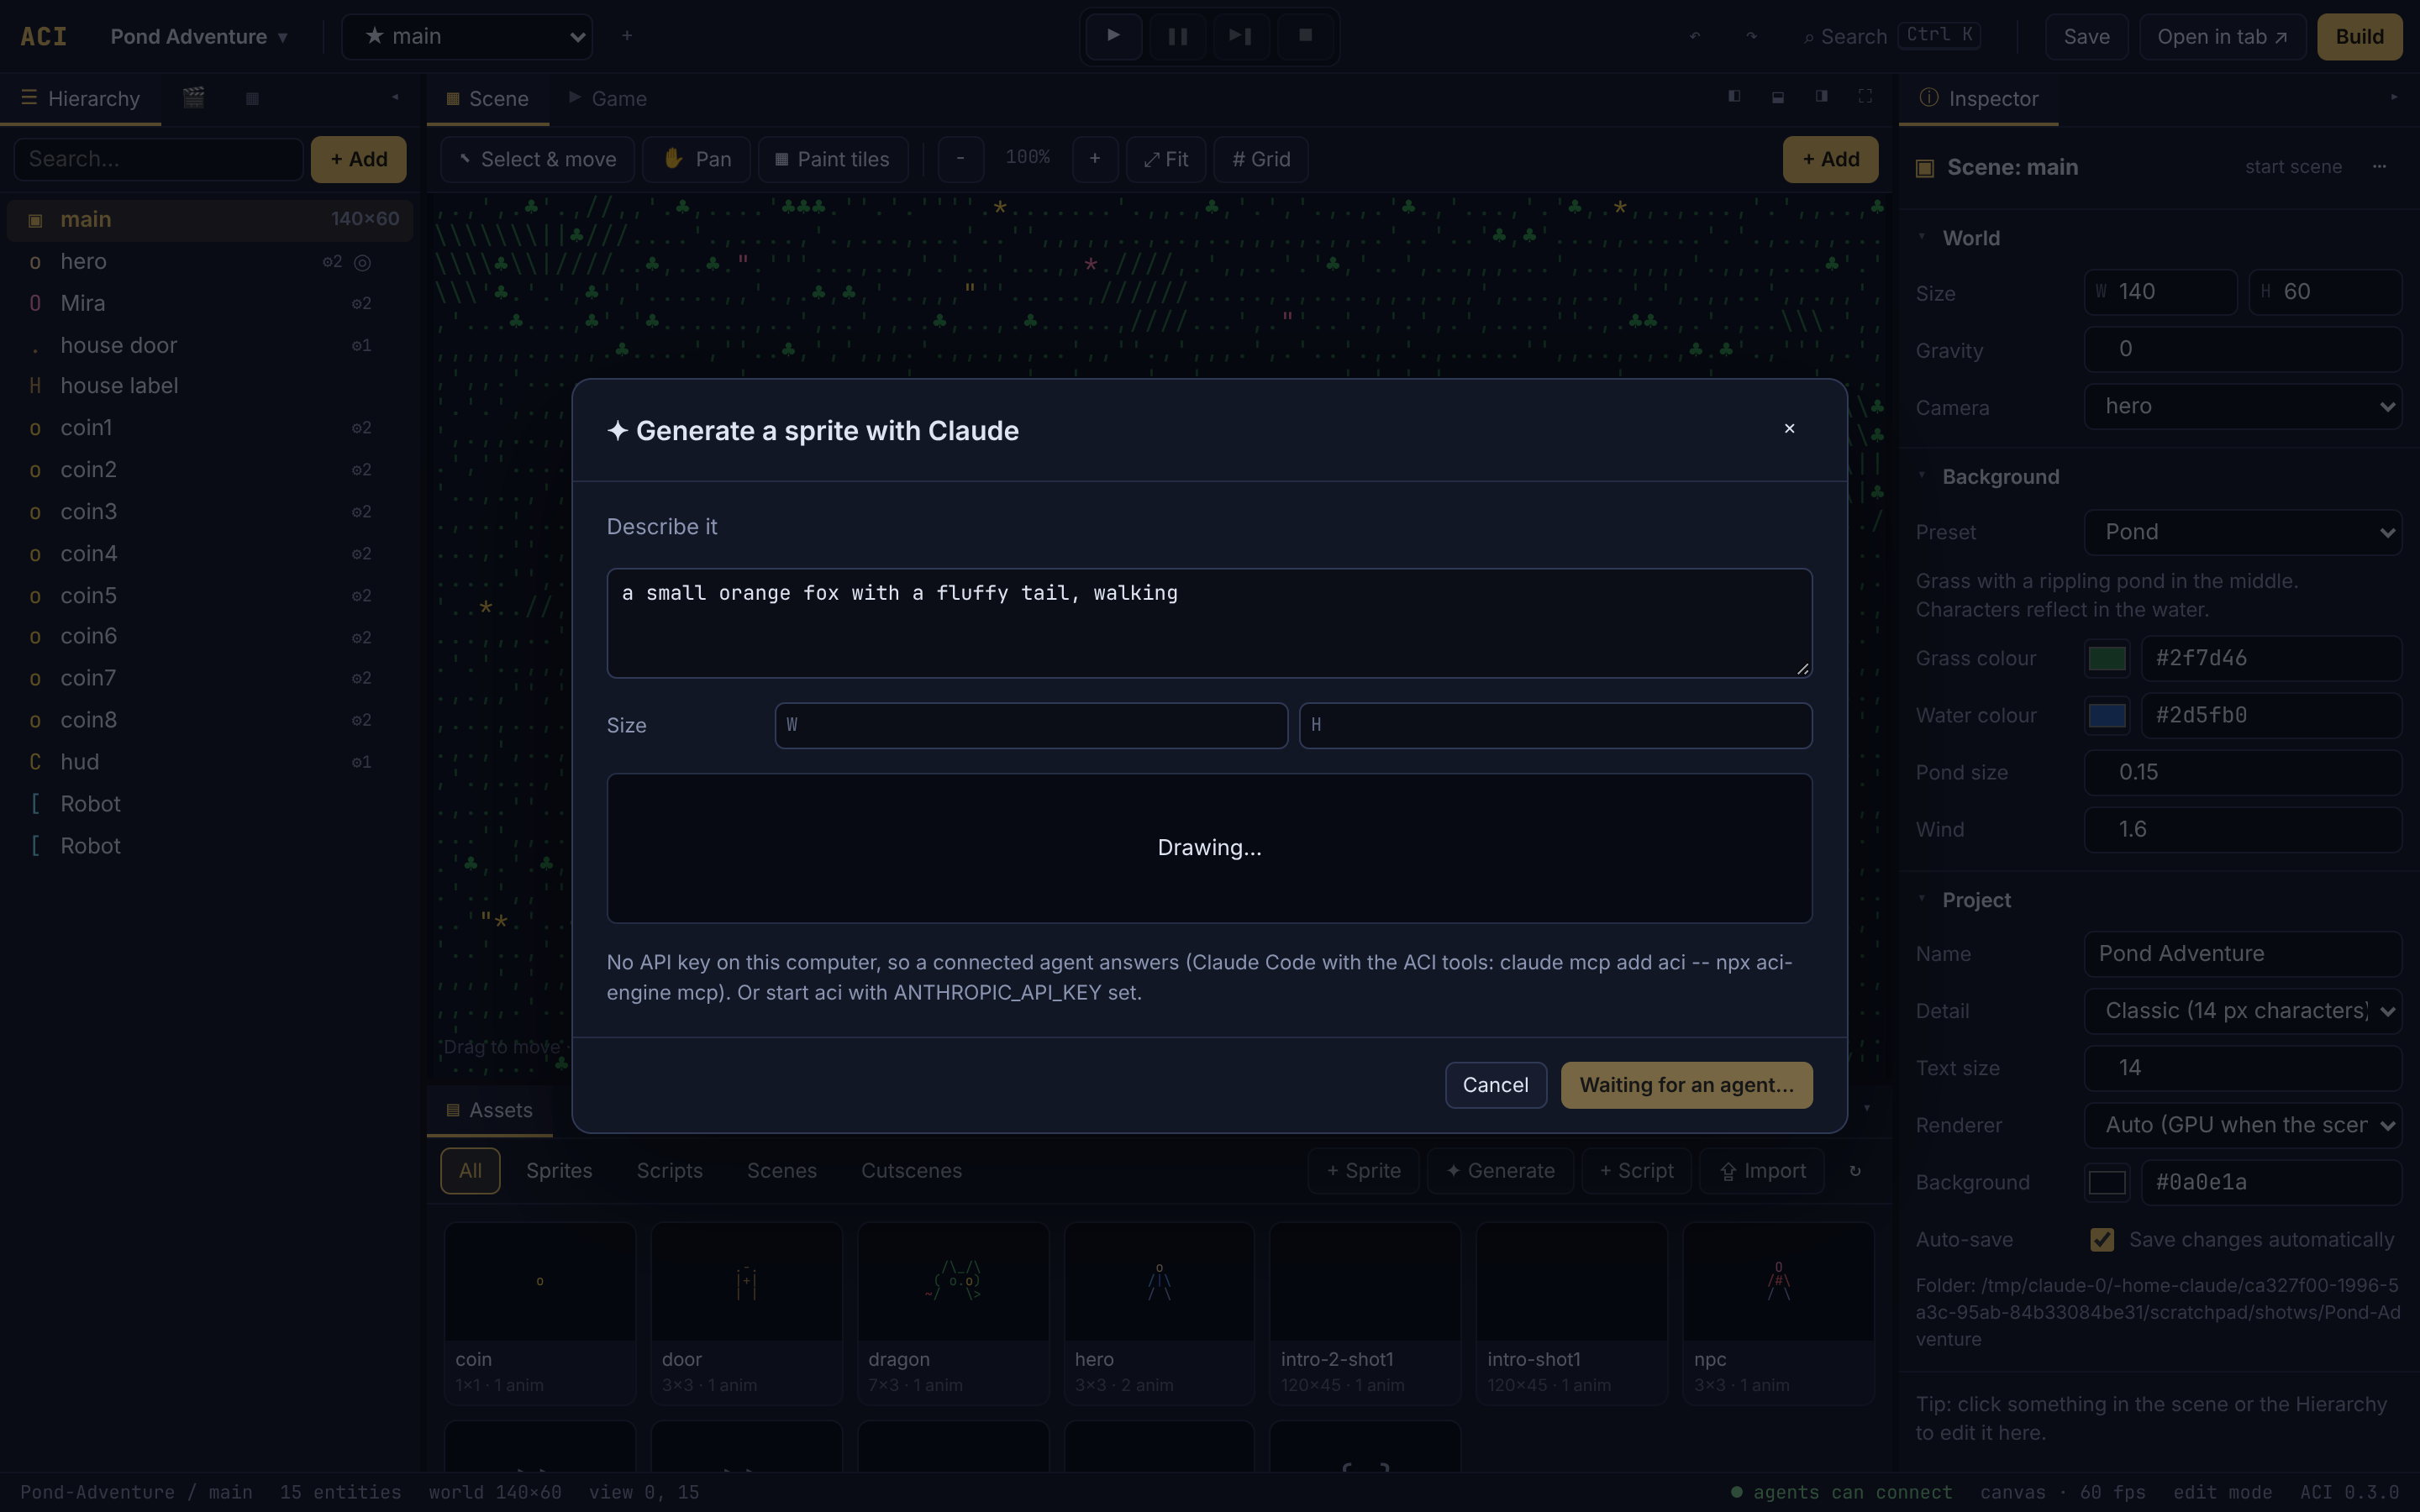 ACI Pond Adventure ▾ ★ main + Search Ctrl K Save Open in tab ↗ Build
Hierarchy
Search...
+ Add
main 140×60
o hero 2
O Mira 2
. house door 1
H house label
o coin1 2
o coin2 2
o coin3 2
o coin4 2
o coin5 2
o coin6 2
o coin7 2
o coin8 2
C hud 1
[ Robot
[ Robot
Scene Game
Select & move Pan Paint tiles - 100% + Fit # Grid + Add
Drag to move
✦ Generate a sprite with Claude ×
Describe it
a small orange fox with a fluffy tail, walking
Size W H
Drawing...
No API key on this computer, so a connected agent answers (Claude Code with the ACI tools: claude mcp add aci -- npx aci-
engine mcp). Or start aci with ANTHROPIC_API_KEY set.
Cancel Waiting for an agent...
Assets
All Sprites Scripts Scenes Cutscenes + Sprite ✦ Generate + Script Import
coin
1×1 · 1 anim
door
3×3 · 1 anim
dragon
7×3 · 1 anim
hero
3×3 · 2 anim
intro-2-shot1
120×45 · 1 anim
intro-shot1
120×45 · 1 anim
npc
3×3 · 1 anim
Inspector
Scene: main start scene ···
World
Size W 140 H 60
Gravity 0
Camera hero
Background
Preset Pond
Grass with a rippling pond in the middle.
Characters reflect in the water.
Grass colour #2f7d46
Water colour #2d5fb0
Pond size 0.15
Wind 1.6
Project
Name Pond Adventure
Detail Classic (14 px characters)
Text size 14
Renderer Auto (GPU when the scer
Background #0a0e1a
Auto-save Save changes automatically
Folder: /tmp/claude-0/-home-claude/ca327f00-1996-5
a3c-95ab-84b33084be31/scratchpad/shotws/Pond-Ad
venture
Tip: click something in the scene or the Hierarchy
to edit it here.
Pond-Adventure / main 15 entities world 140×60 view 0, 15 agents can connect canvas · 60 fps edit mode ACI 0.3.0